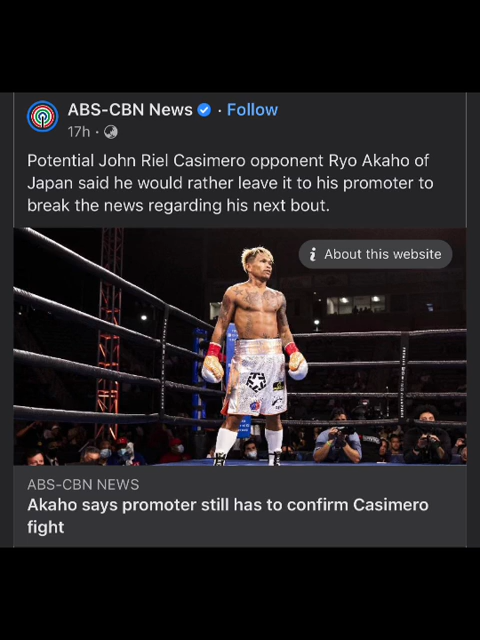 ABS-CBN News · Follow
17h ·
Potential John Riel Casimero opponent Ryo Akaho of
Japan said he would rather leave it to his promoter to
break the news regarding his next bout.
i About this website
ABS-CBN NEWS
Akaho says promoter still has to confirm Casimero
fight